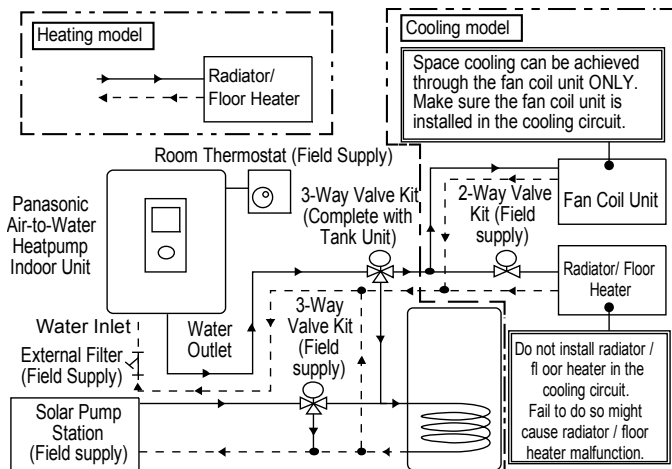 Heating model
Radiator/
Floor Heater
Cooling model
Space cooling can be achieved
through the fan coil unit ONLY.
Make sure the fan coil unit is
installed in the cooling circuit.
Room Thermostat (Field Supply)
Panasonic
Air-to-Water
Heatpump
Indoor Unit
3-Way Valve Kit
(Complete with
Tank Unit)
2-Way Valve
Kit (Field
supply)
Fan Coil Unit
Radiator/ Floor
Heater
Water Inlet
Water
Outlet
3-Way
Valve Kit
(Field
supply)
External Filter
(Field Supply)
Solar Pump
Station
(Field supply)
Do not install radiator /
fl oor heater in the
cooling circuit.
Fail to do so might
cause radiator / floor
heater malfunction.